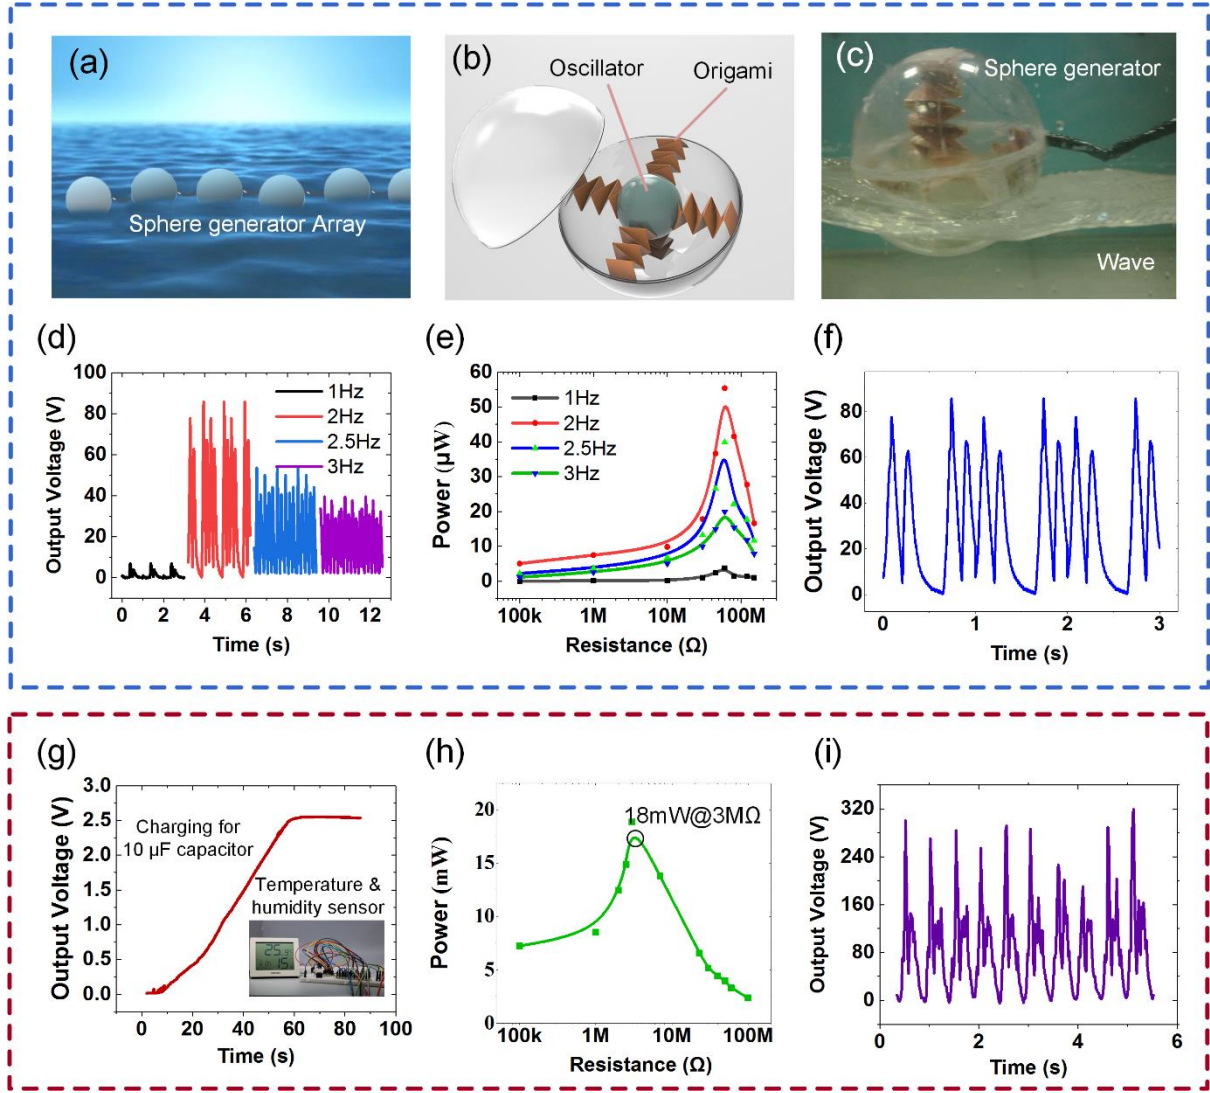 (a)
Sphere generator Array
(b)
Oscillator
Origami
(c)
Sphere generator
Wave
(d)
100
80
60
40
20
0
Output Voltage (V)
1Hz
2Hz
2.5Hz
3Hz
0 2 4 6 8 10 12
Time (s)
(e)
60
50
40
30
20
10
0
Power (μW)
1Hz
2Hz
2.5Hz
3Hz
100k 1M 10M 100M
Resistance (Ω)
(f)
80
60
40
20
0
Output Voltage (V)
0 1 2 3
Time (s)
(g)
3.0
2.5
2.0
1.5
1.0
0.5
0.0
Output Voltage (V)
Charging for
10 μF capacitor
Temperature &
humidity sensor
0 20 40 60 80 100
Time (s)
(h)
20
15
10
5
0
Power (mW)
18mW@3MΩ
100k 1M 10M 100M
Resistance (Ω)
(i)
320
240
160
80
0
Output Voltage (V)
0 2 4 6
Time (s)